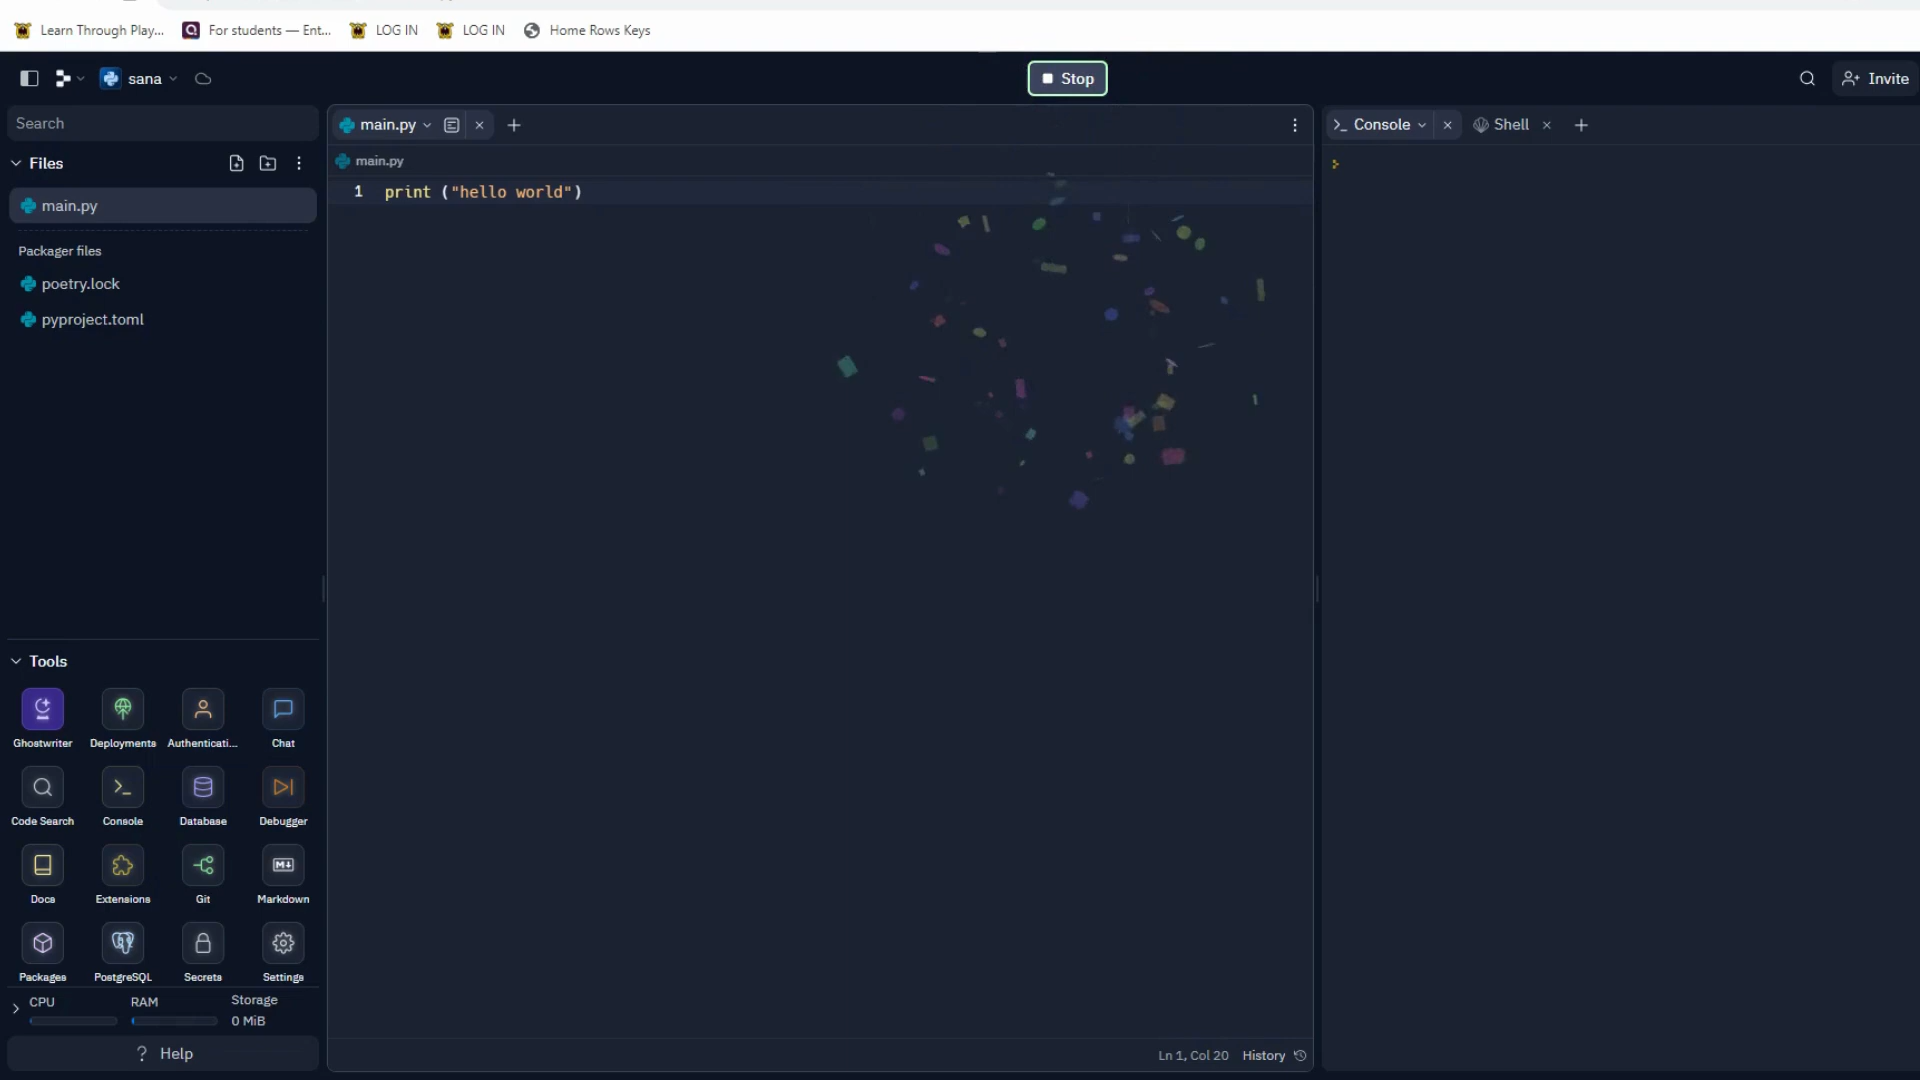 Learn Through Play... For students — Ent... LOG IN LOG IN Home Rows Keys
sana
Stop
Invite
Search
Files
main.py
Packager files
poetry.lock
pyproject.toml
main.py
main.py
1 print ("hello world")
Console Shell
Tools
Ghostwriter Deployments Authenticati... Chat
Code Search Console Database Debugger
Docs Extensions Git Markdown
Packages PostgreSQL Secrets Settings
CPU RAM Storage
0 MiB
? Help
Ln 1, Col 20 History